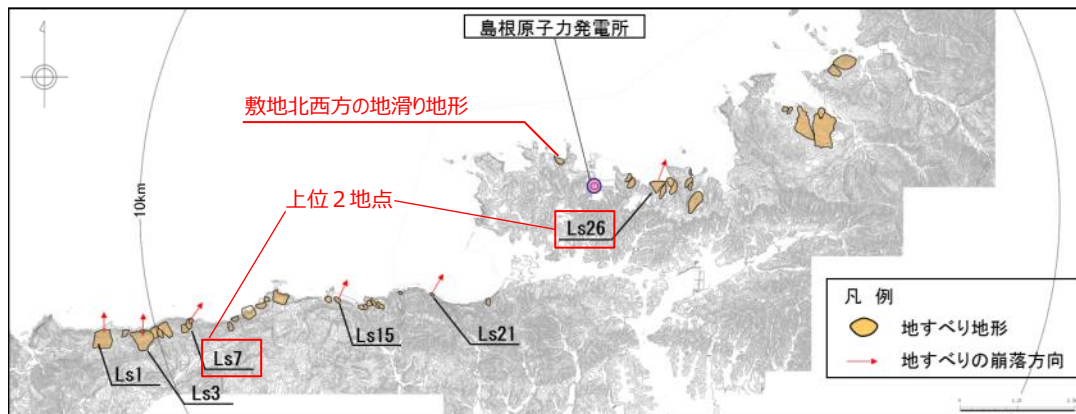 島根原子力発電所
敷地北西方の地滑り地形
上位２地点
10km
Ls26
Ls15
Ls21
Ls7
Ls1
Ls3
凡 例
地すべり地形
地すべりの崩落方向